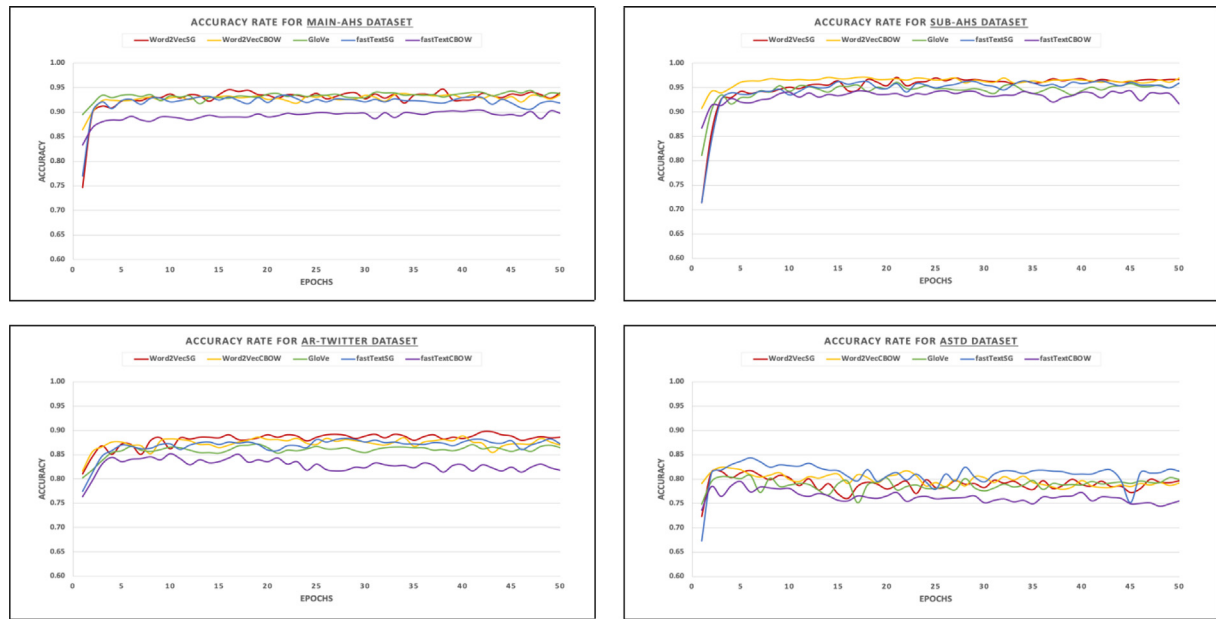 ACCURACY RATE FOR MAIN-AHS DATASET
Word2VecSG Word2VecCBOW GloVe fastTextSG fastTextCBOW
1.00
0.95
0.90
0.85
0.80
0.75
0.70
0.65
0.60
ACCURACY
0 5 10 15 20 25 30 35 40 45 50
EPOCHS
ACCURACY RATE FOR SUB-AHS DATASET
Word2VecSG Word2VecCBOW GloVe fastTextSG fastTextCBOW
1.00
0.95
0.90
0.85
0.80
0.75
0.70
0.65
0.60
ACCURACY
0 5 10 15 20 25 30 35 40 45 50
EPOCHS
ACCURACY RATE FOR AR-TWITTER DATASET
Word2VecSG Word2VecCBOW GloVe fastTextSG fastTextCBOW
1.00
0.95
0.90
0.85
0.80
0.75
0.70
0.65
0.60
ACCURACY
0 5 10 15 20 25 30 35 40 45 50
EPOCHS
ACCURACY RATE FOR ASTD DATASET
Word2VecSG Word2VecCBOW GloVe fastTextSG fastTextCBOW
1.00
0.95
0.90
0.85
0.80
0.75
0.70
0.65
0.60
ACCURACY
0 5 10 15 20 25 30 35 40 45 50
EPOCHS